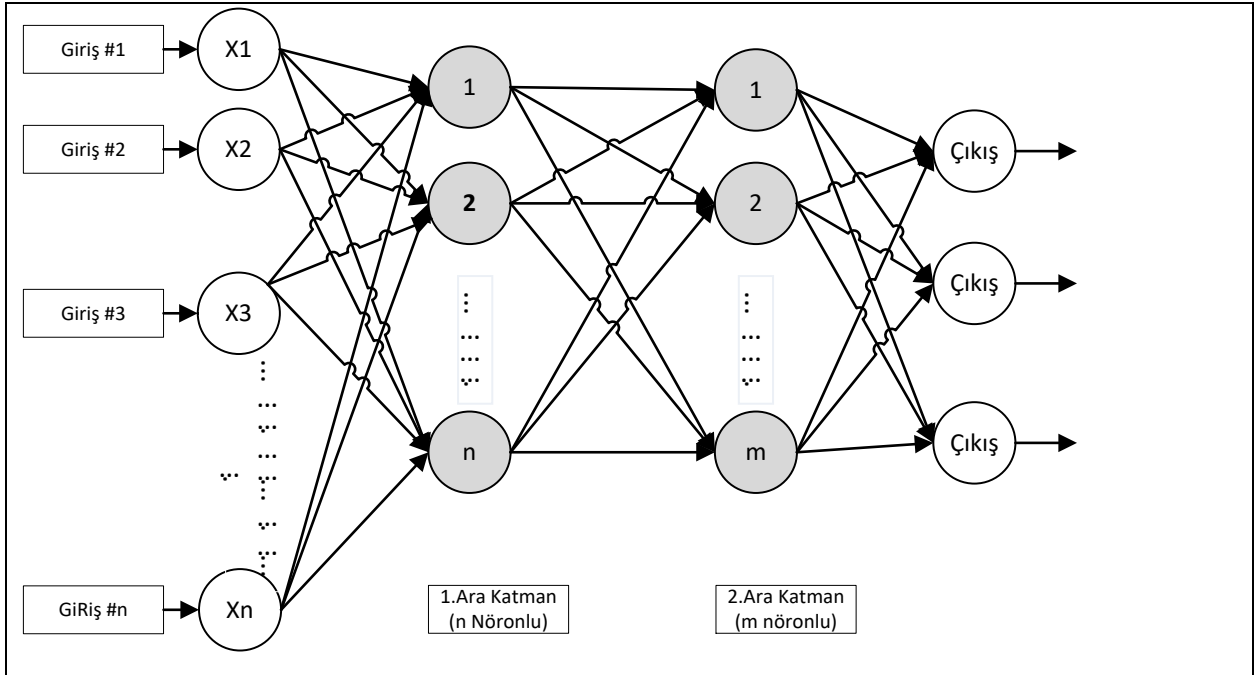 Giriş #1
X1
Giriş #2
X2
Giriş #3
X3
GiRiş #n
Xn
1
2
n
1
2
m
Çıkış
Çıkış
Çıkış
1.Ara Katman
(n Nöronlu)
2.Ara Katman
(m nöronlu)